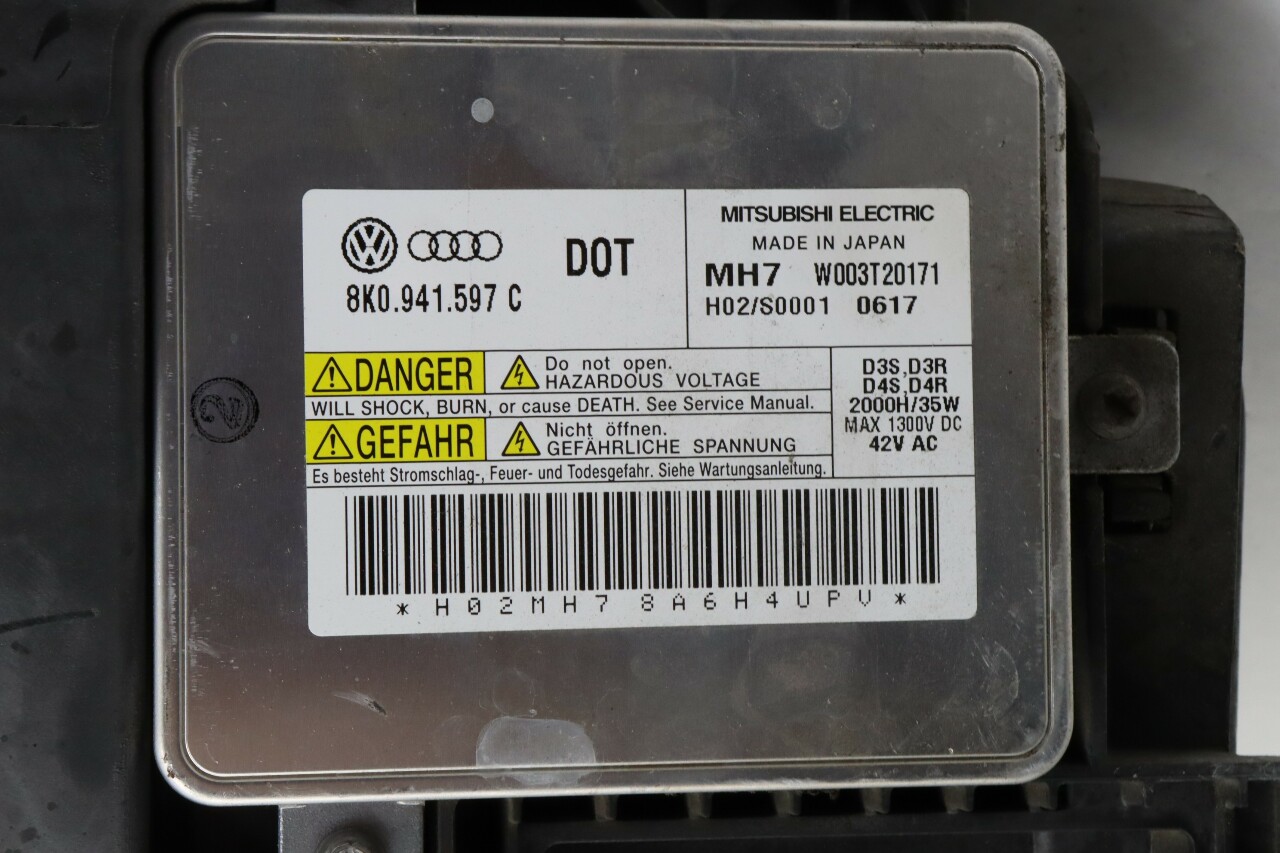 DOT
8K0.941.597 C
MITSUBISHI ELECTRIC
MADE IN JAPAN
MH7 W003T20171
H02/S0001 0617
DANGER
Do not open.
HAZARDOUS VOLTAGE
WILL SHOCK, BURN, or cause DEATH. See Service Manual.
GEFAHR
Nicht öffnen.
GEFÄHRLICHE SPANNUNG
Es besteht Stromschlag-, Feuer- und Todesgefahr. Siehe Wartungsanleitung.
D3S,D3R
D4S,D4R
2000H/35W
MAX 1300V DC
42V AC
*H02MH78A6H4UPV*